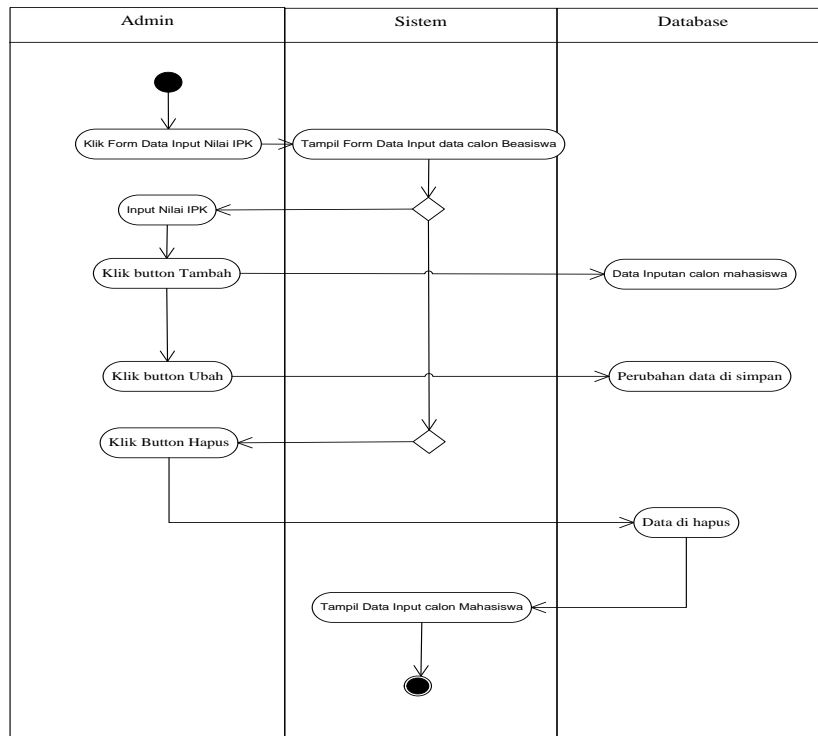 Admin
Sistem
Database
Klik Form Data Input Nilai IPK
Tampil Form Data Input data calon Beasiswa
Input Nilai IPK
Klik button Tambah
Data Inputan calon mahasiswa
Klik button Ubah
Perubahan data di simpan
Klik Button Hapus
Data di hapus
Tampil Data Input calon Mahasiswa